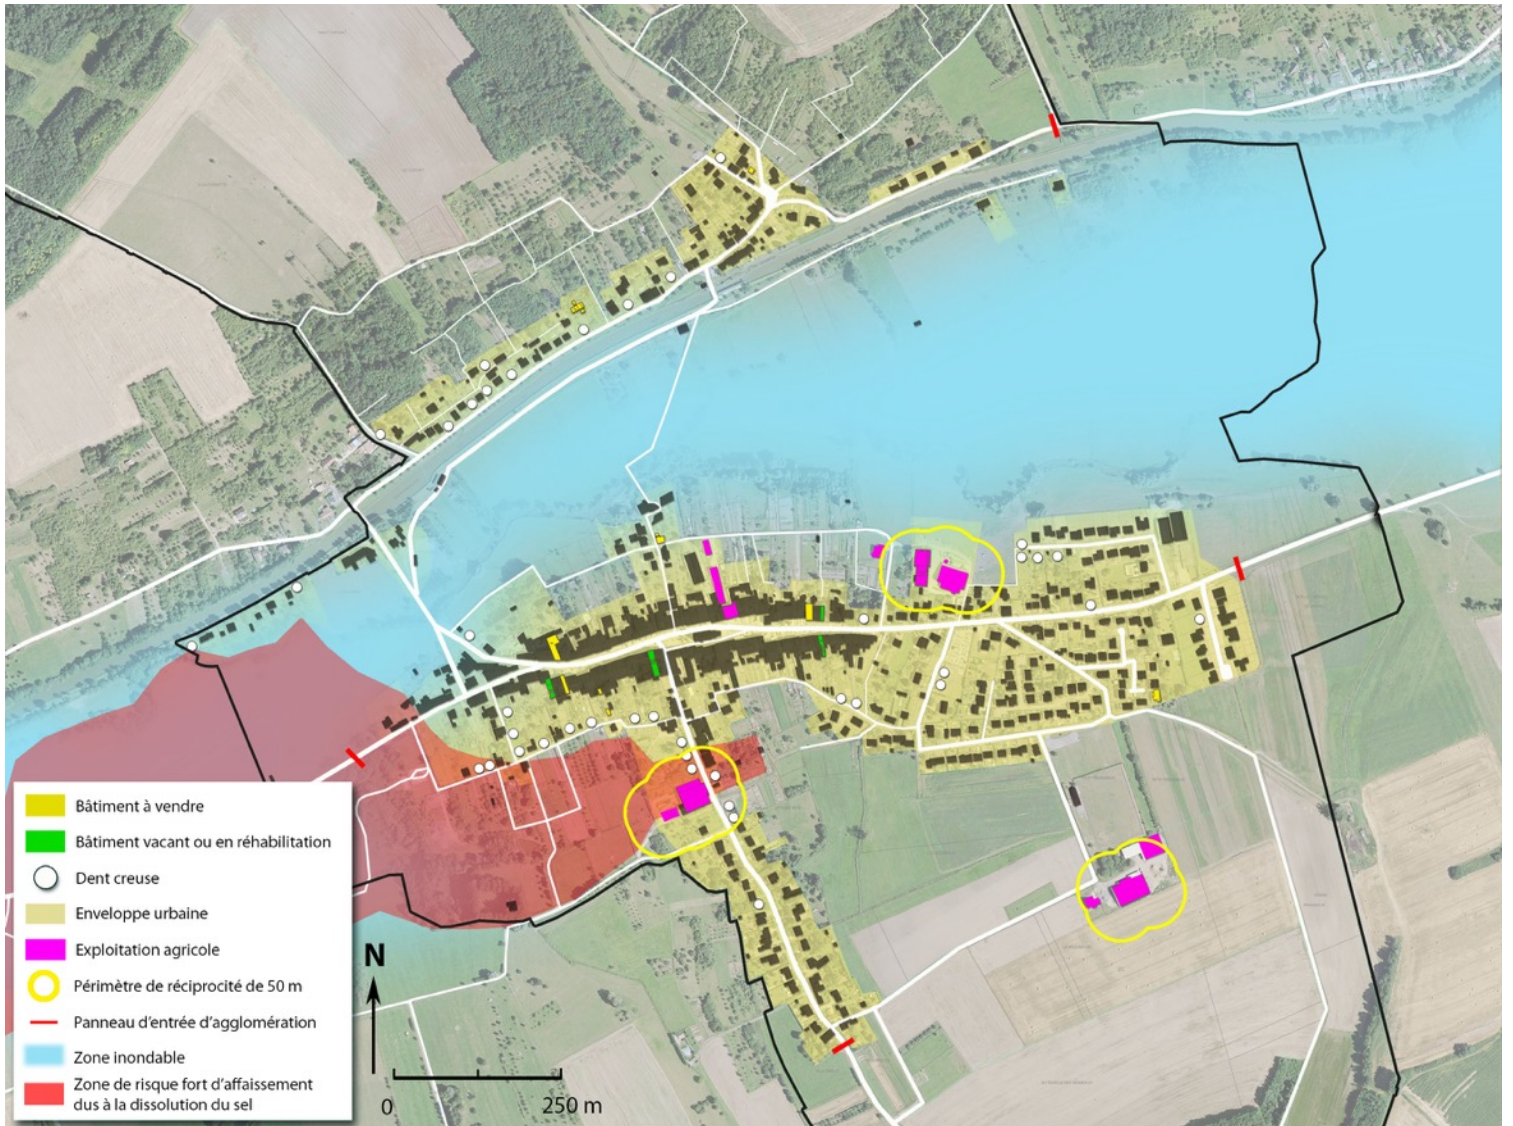 Bâtiment à vendre
Bâtiment vacant ou en réhabilitation
Dent creuse
Enveloppe urbaine
Exploitation agricole
Périmètre de réciprocité de 50 m
Panneau d'entrée d'agglomération
Zone inondable
Zone de risque fort d'affaissement
dus à la dissolution du sel
N
0
250 m